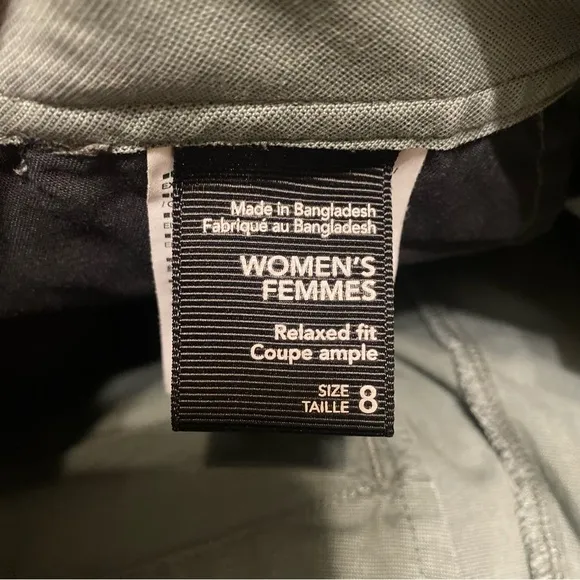 Made in Bangladesh
Fabriqué au Bangladesh
WOMEN'S
FEMMES
Relaxed fit
Coupe ample
SIZE
TAILLE 8